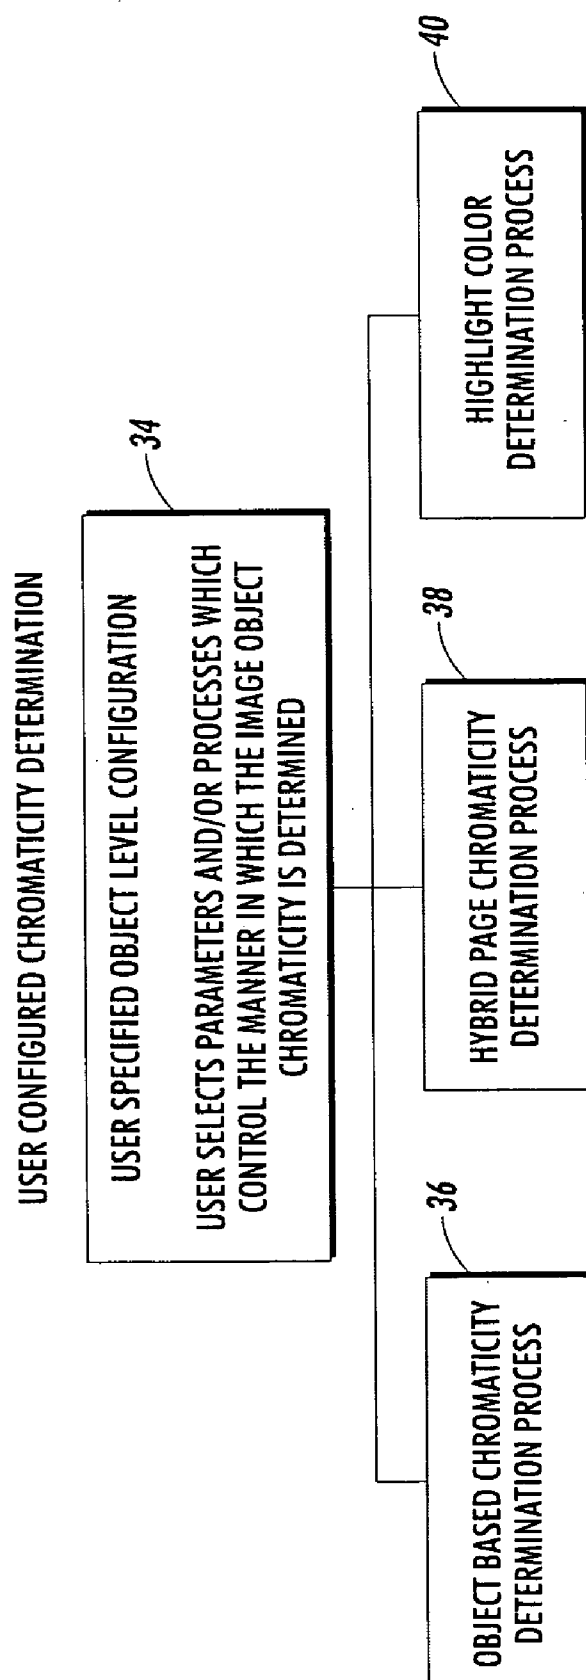 USER CONFIGURED CHROMATICITY DETERMINATION
34
USER SPECIFIED OBJECT LEVEL CONFIGURATION
USER SELECTS PARAMETERS AND/OR PROCESSES WHICH
CONTROL THE MANNER IN WHICH THE IMAGE OBJECT
CHROMATICITY IS DETERMINED
36
OBJECT BASED CHROMATICITY
DETERMINATION PROCESS
38
HYBRID PAGE CHROMATICITY
DETERMINATION PROCESS
40
HIGHLIGHT COLOR
DETERMINATION PROCESS